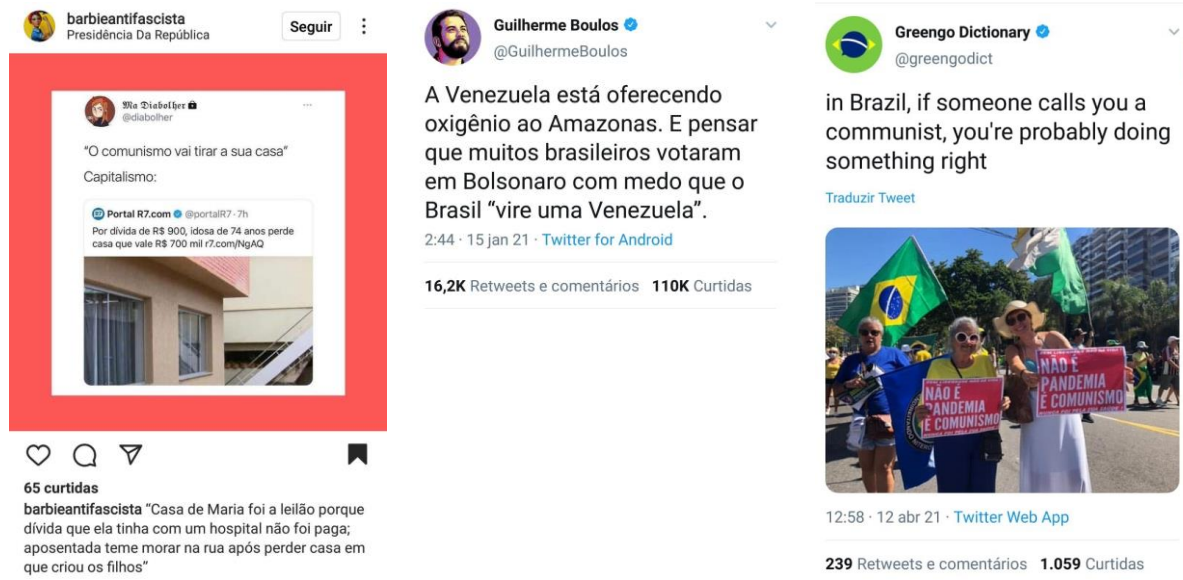 barbieantifascista
Presidência Da República
Seguir
Ma Diabolher
@diabolher
"O comunismo vai tirar a sua casa"
Capitalismo:
Portal R7.com @portalR7 · 7h
Por dívida de R$ 900, idosa de 74 anos perde
casa que vale R$ 700 mil r7.com/NgAQ
65 curtidas
barbieantifascista "Casa de Maria foi a leilão porque
dívida que ela tinha com um hospital não foi paga;
aposentada teme morar na rua após perder casa em
que criou os filhos"
Guilherme Boulos
@GuilhermeBoulos
A Venezuela está oferecendo
oxigênio ao Amazonas. E pensar
que muitos brasileiros votaram
em Bolsonaro com medo que o
Brasil "vire uma Venezuela".
2:44 · 15 jan 21 · Twitter for Android
16,2K Retweets e comentários 110K Curtidas
Greengo Dictionary
@greengodict
in Brazil, if someone calls you a
communist, you're probably doing
something right
Traduzir Tweet
NÃO É
PANDEMIA
É COMUNISMO
NÃO É
PANDEMIA
É COMUNISMO
12:58 · 12 abr 21 · Twitter Web App
239 Retweets e comentários 1.059 Curtidas